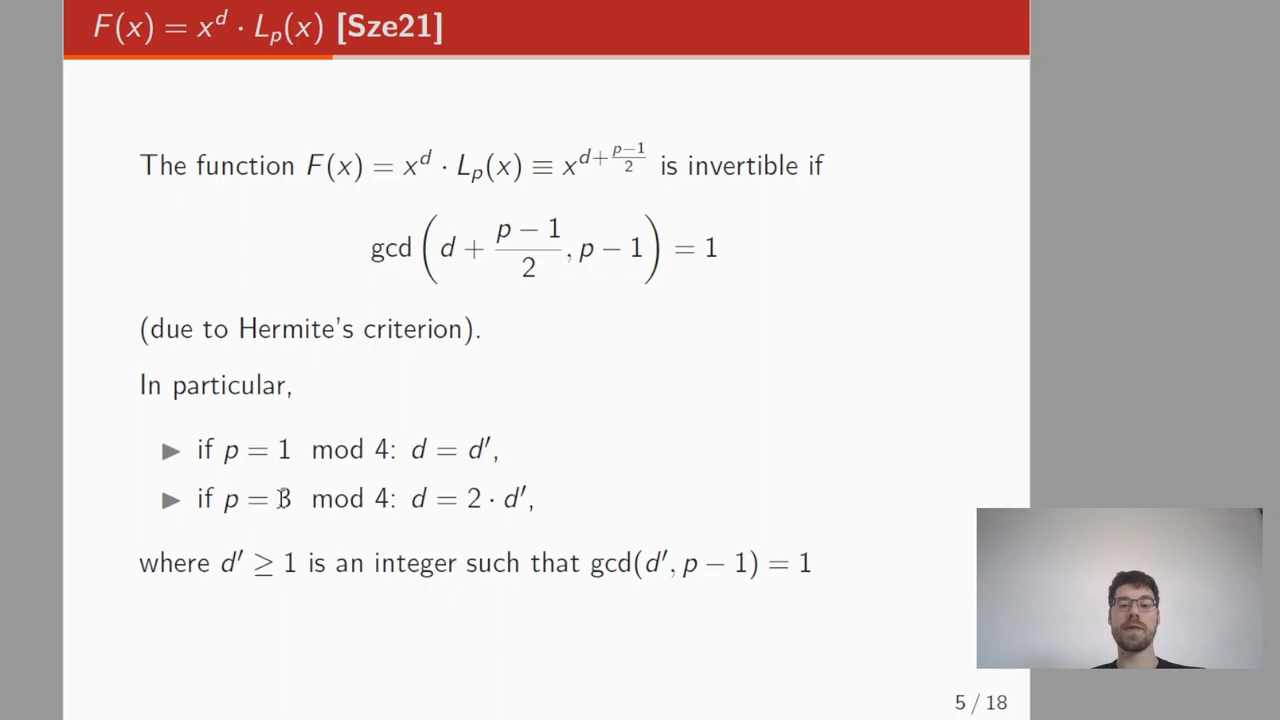 F(x) = x^d · L_p(x) [Sze21]
The function F(x) = x^d · L_p(x) ≡ x^{d+\frac{p−1}{2}} is invertible if
gcd(d + \frac{p − 1}{2}, p − 1) = 1
(due to Hermite's criterion).
In particular,
▶ if p = 1 mod 4: d = d′,
▶ if p = 3 mod 4: d = 2 · d′,
where d′ ≥ 1 is an integer such that gcd(d′, p − 1) = 1
5 / 18